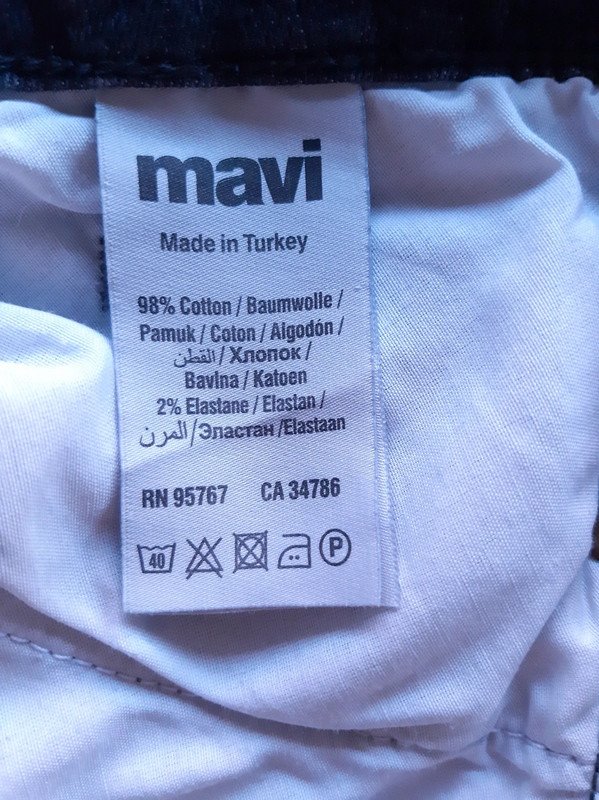 mavi
Made in Turkey
98% Cotton / Baumwolle /
Pamuk / Coton / Algodón /
القطن / Хлопок /
Bavlna / Katoen
2% Elastane / Elastan /
المرن / Эластан / Elastaan
RN 95767 CA 34786
40 P